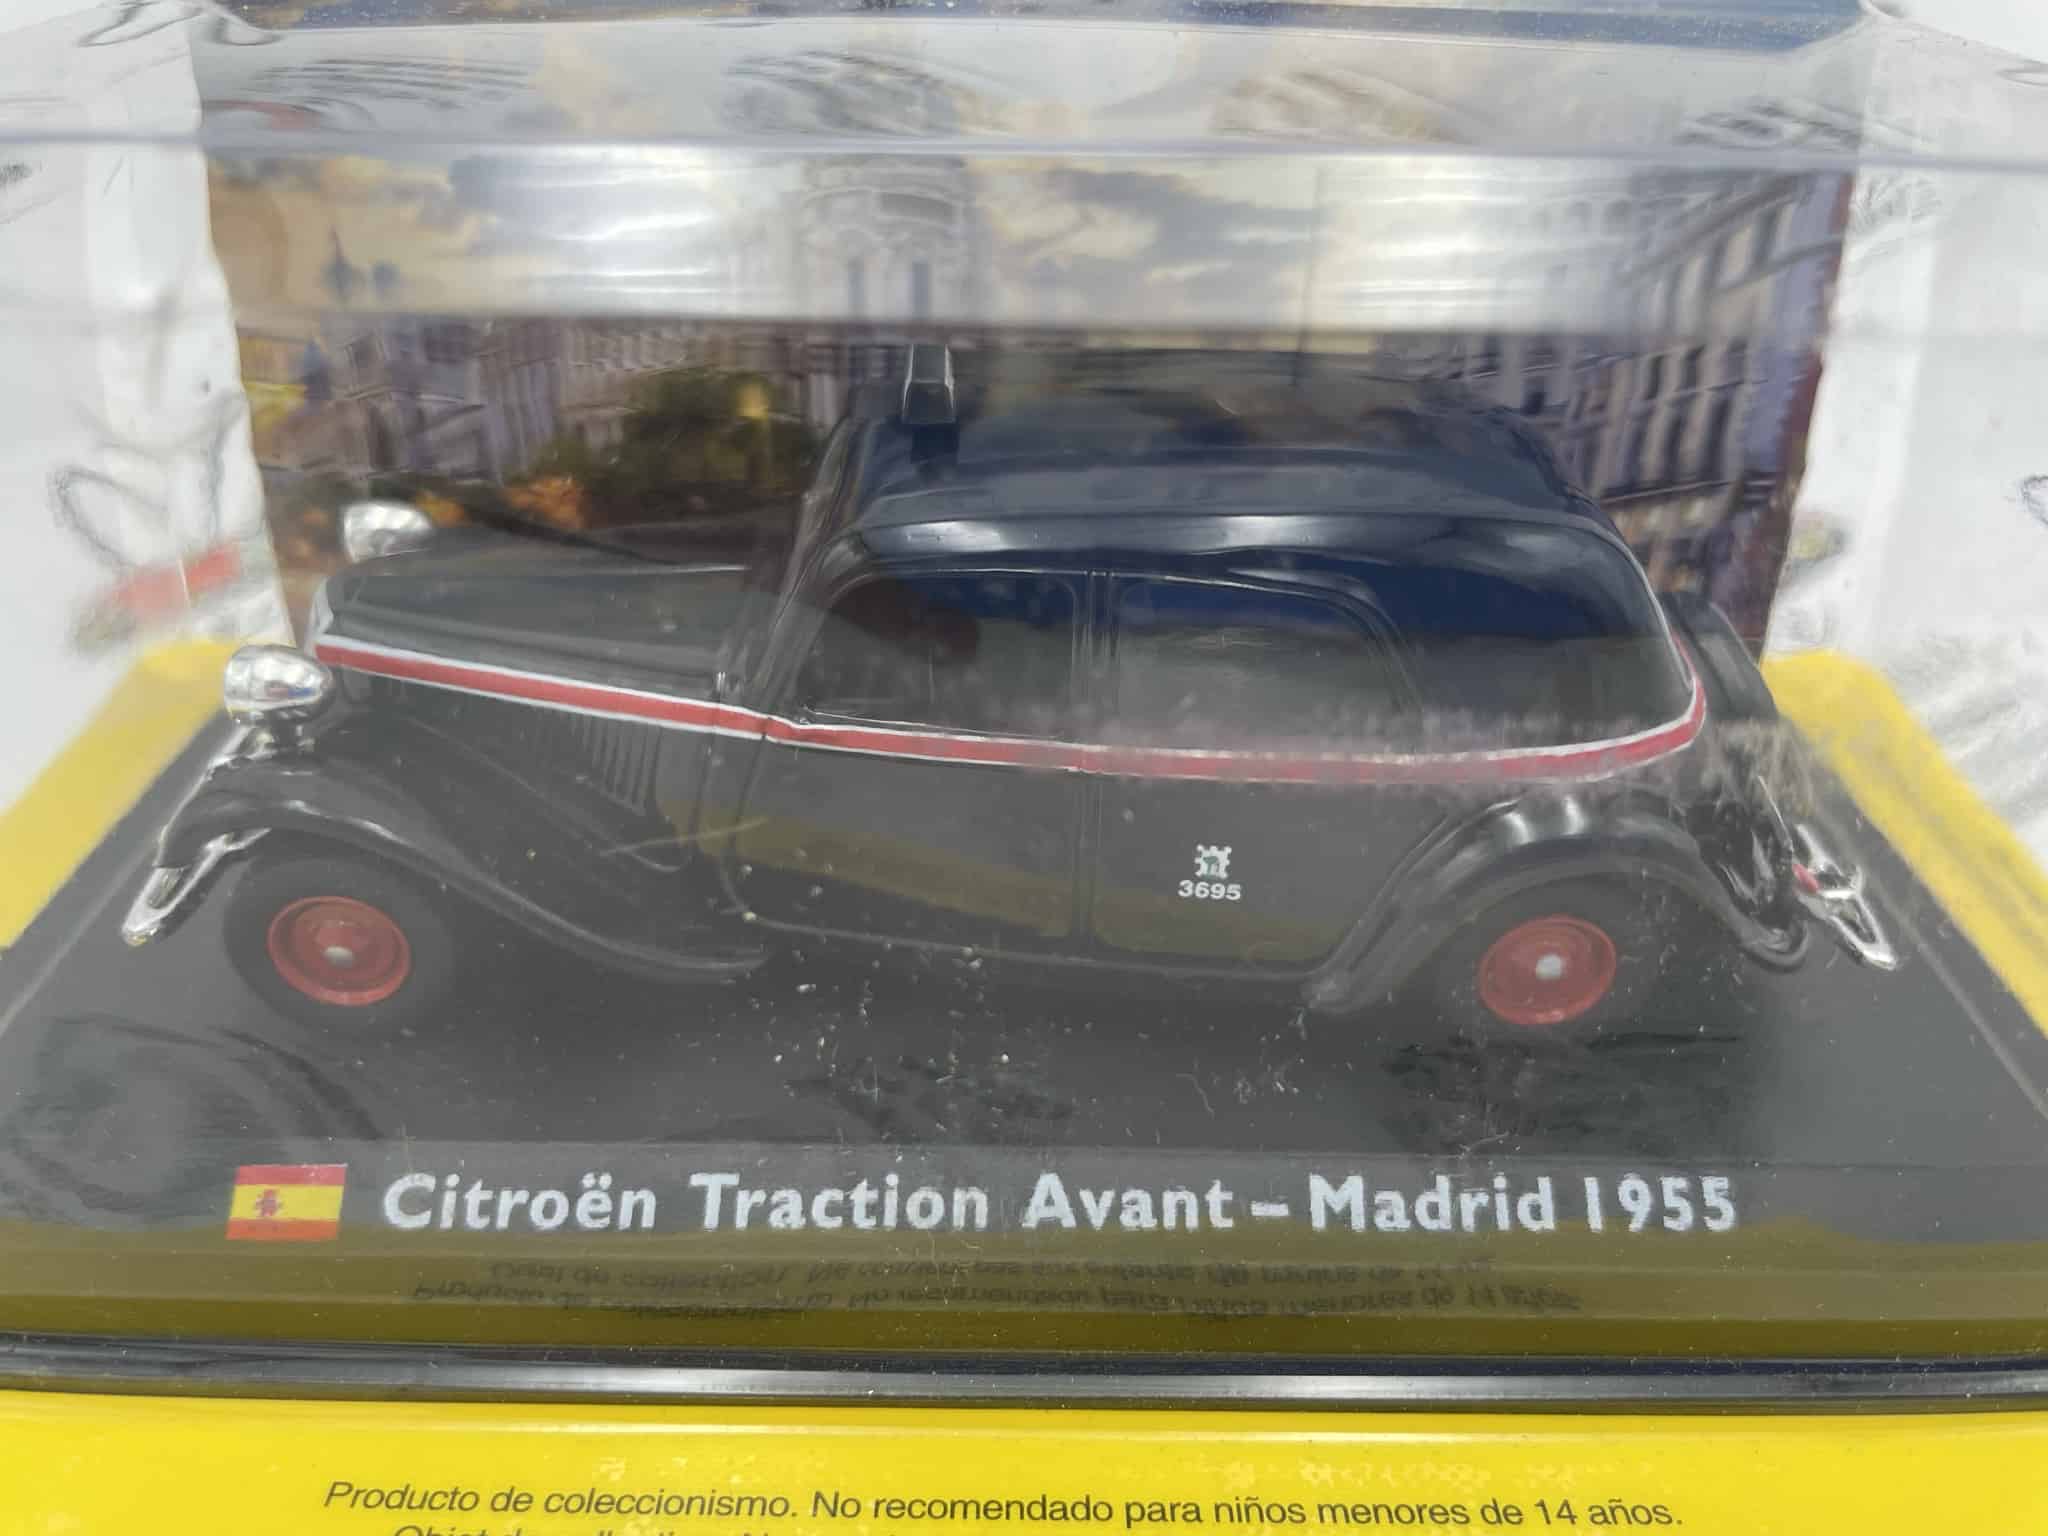 3695
Citroën Traction Avant – Madrid 1955
Producto de coleccionismo. No recomendado para niños menores de 14 años.